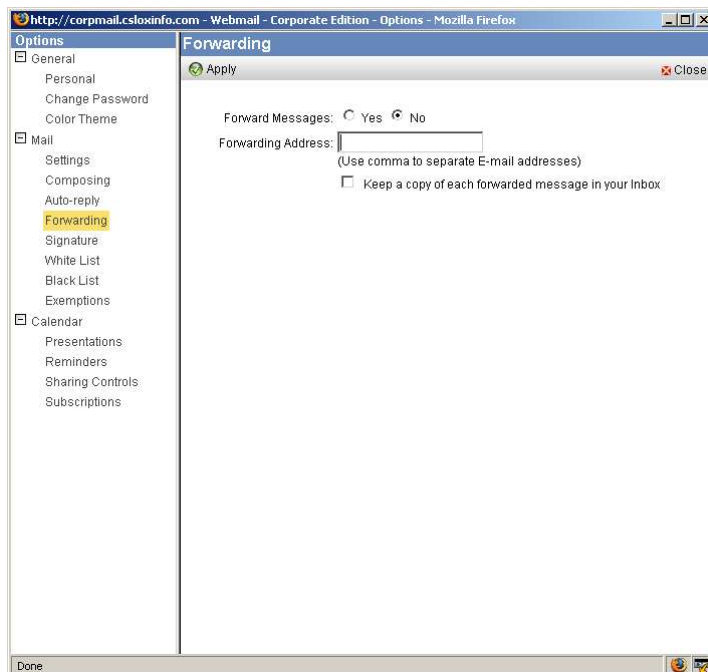 http://corpmail.csloxinfo.com - Webmail - Corporate Edition - Options - Mozilla Firefox
Options
General
Personal
Change Password
Color Theme
Mail
Settings
Composing
Auto-reply
Forwarding
Signature
White List
Black List
Exemptions
Calendar
Presentations
Reminders
Sharing Controls
Subscriptions
Forwarding
Apply
Close
Forward Messages: Yes No
Forwarding Address:
(Use comma to separate E-mail addresses)
Keep a copy of each forwarded message in your Inbox
Done